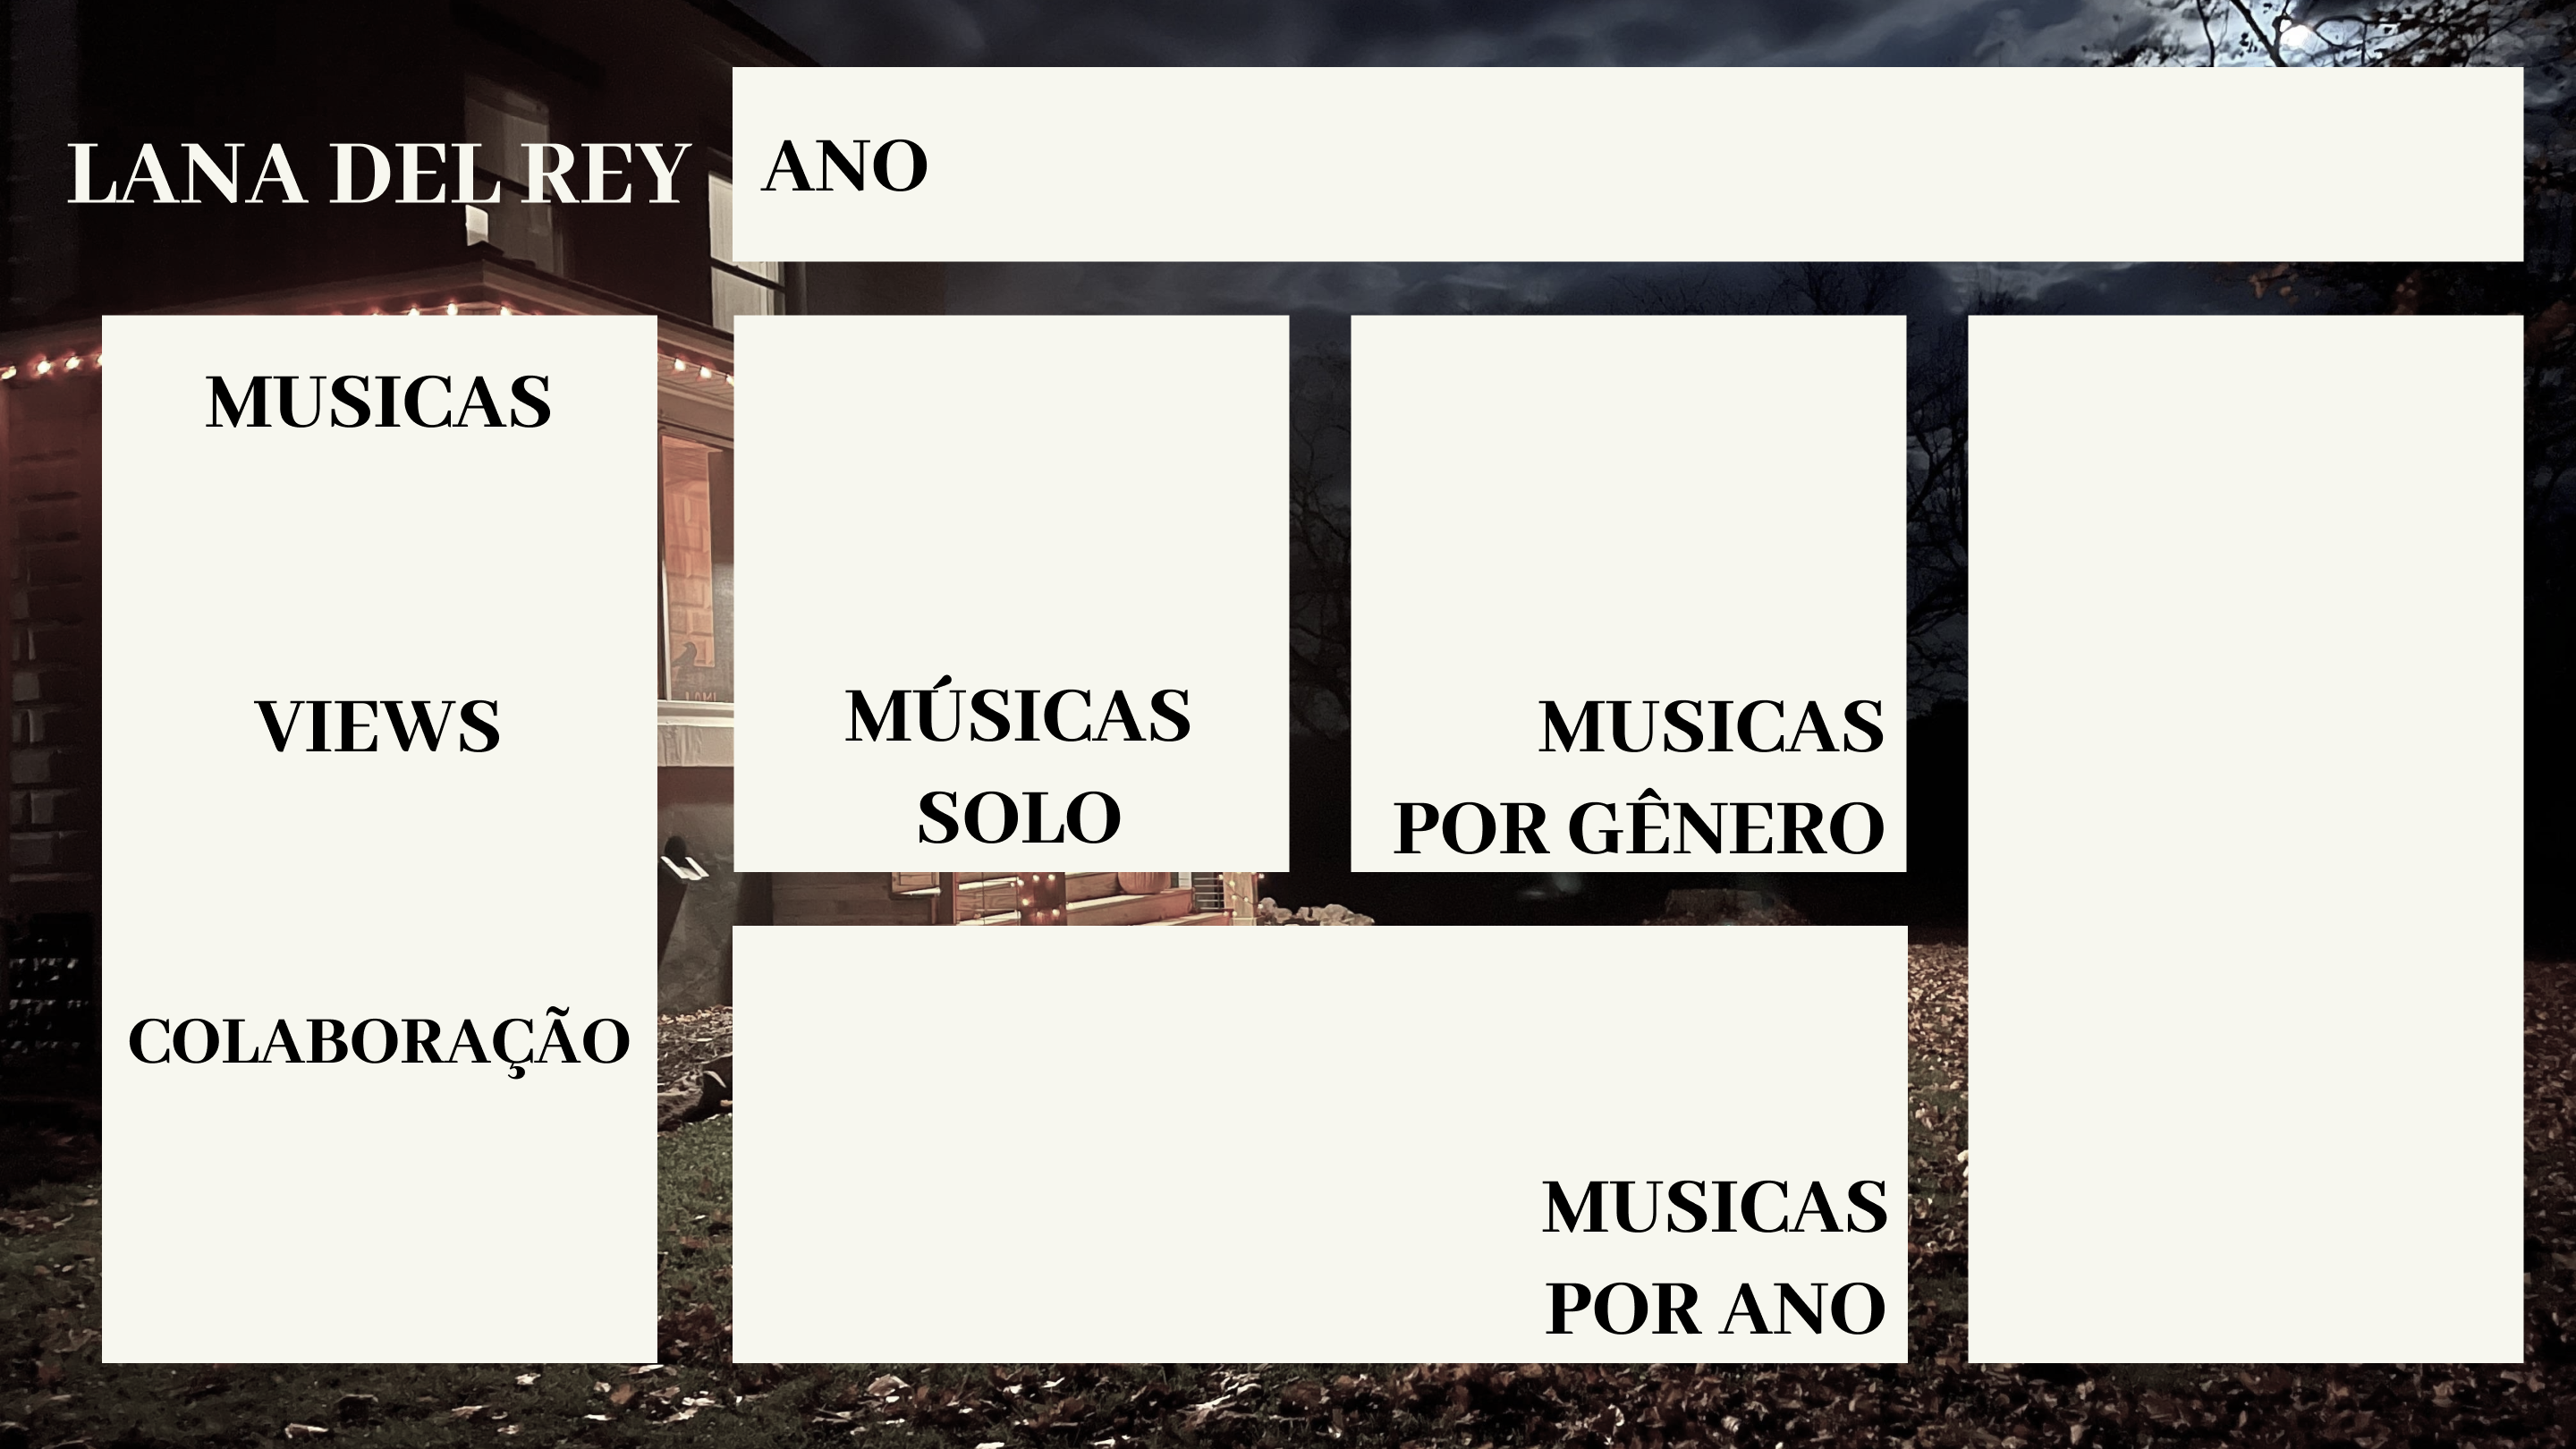 LANA DEL REY
ANO
MUSICAS
VIEWS
COLABORAÇÃO
MÚSICAS
SOLO
MUSICAS
POR GÊNERO
MUSICAS
POR ANO